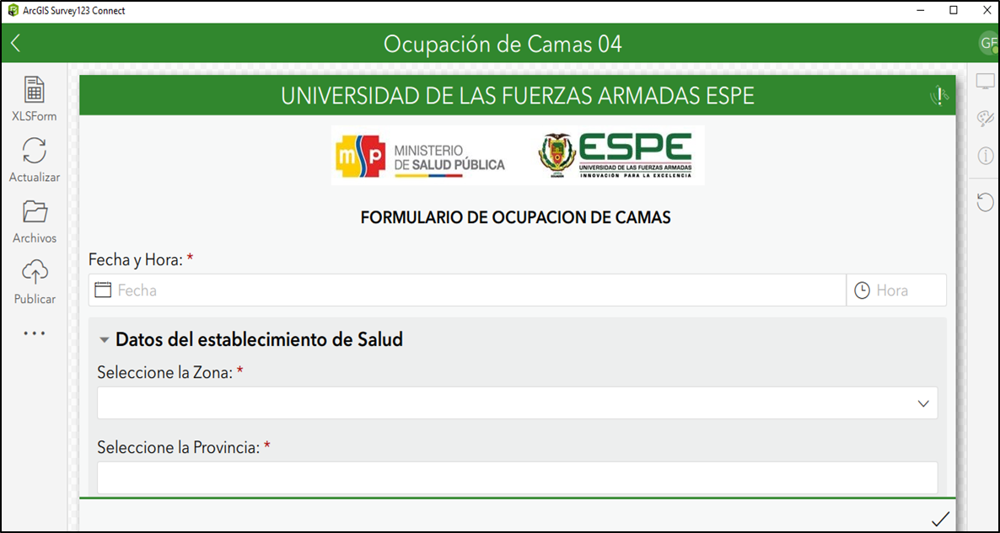 ArcGIS Survey123 Connect
Ocupación de Camas 04
GF
XLSForm
Actualizar
Archivos
Publicar
UNIVERSIDAD DE LAS FUERZAS ARMADAS ESPE
msp
MINISTERIO
DE SALUD PÚBLICA
ESPE
UNIVERSIDAD DE LAS FUERZAS ARMADAS
INNOVACIÓN PARA LA EXCELENCIA
FORMULARIO DE OCUPACION DE CAMAS
Fecha y Hora: *
Fecha
Hora
Datos del establecimiento de Salud
Seleccione la Zona: *
Seleccione la Provincia: *